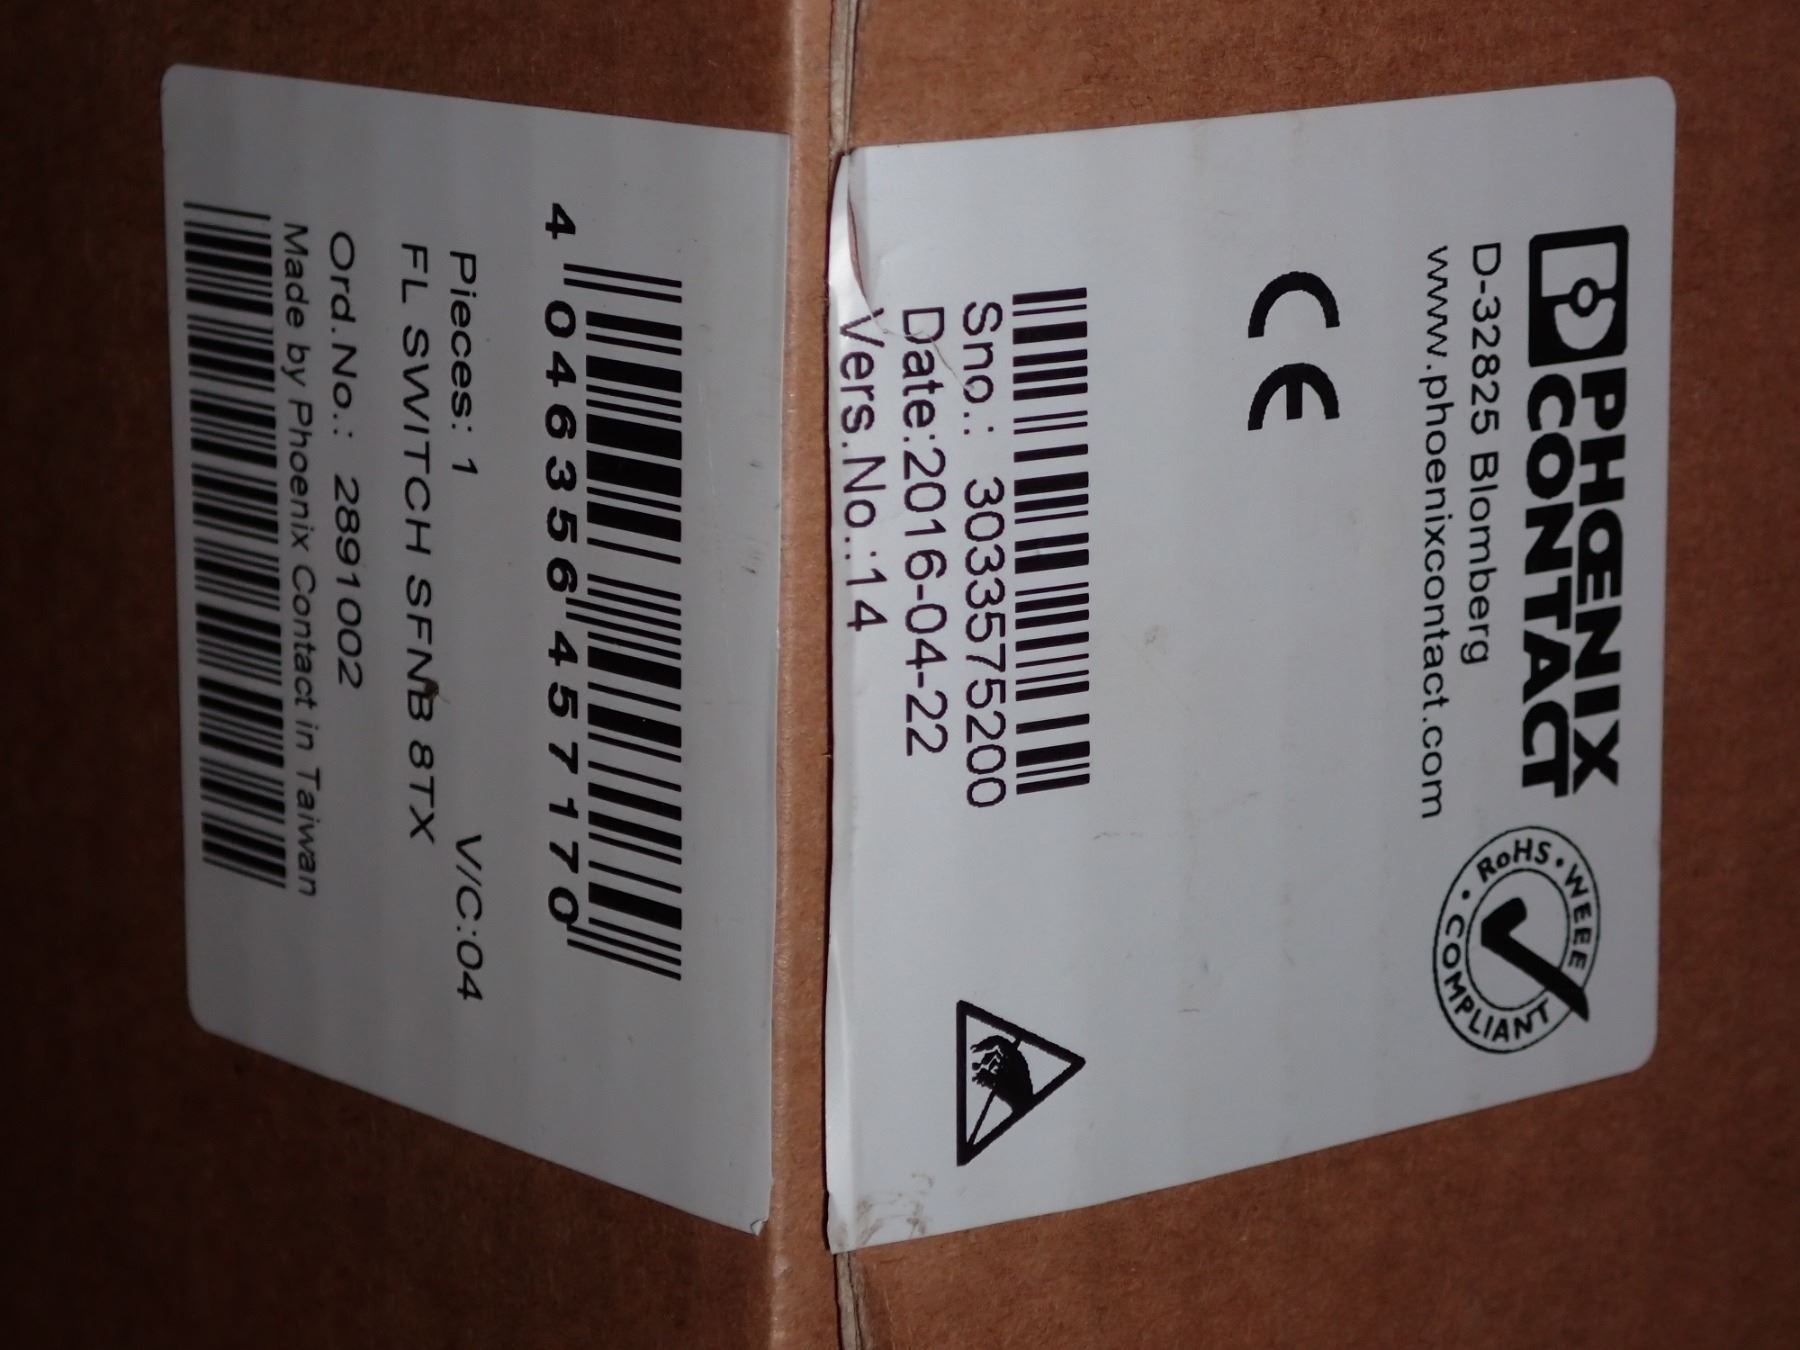 PHŒNIX
CONTACT
D-32825 Blomberg
www.phoenixcontact.com
RoHS • WEEE • COMPLIANT
CE
Sno.: 3033575200
Date:2016-04-22
Vers.No.:14
4 046356 457170
Pieces: 1 V/C:04
FL SWITCH SFNB 8TX
Ord.No.: 2891002
Made by Phoenix Contact in Taiwan